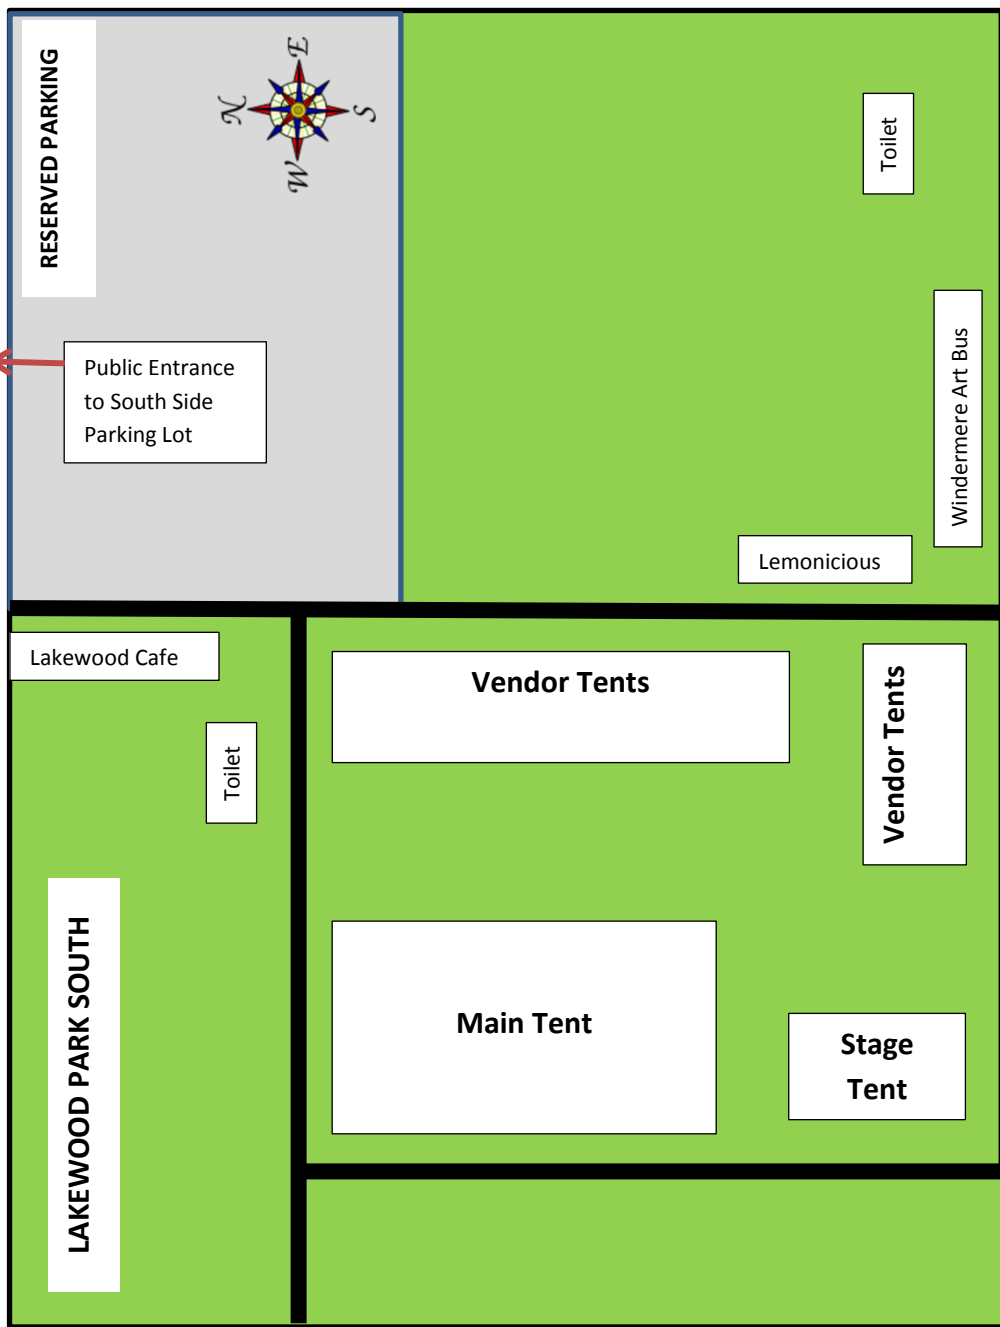 RESERVED PARKING
E
N
S
W
Toilet
Public Entrance
to South Side
Parking Lot
Windermere Art Bus
Lemonicious
Lakewood Cafe
Vendor Tents
Vendor Tents
Toilet
LAKEWOOD PARK SOUTH
Main Tent
Stage
Tent